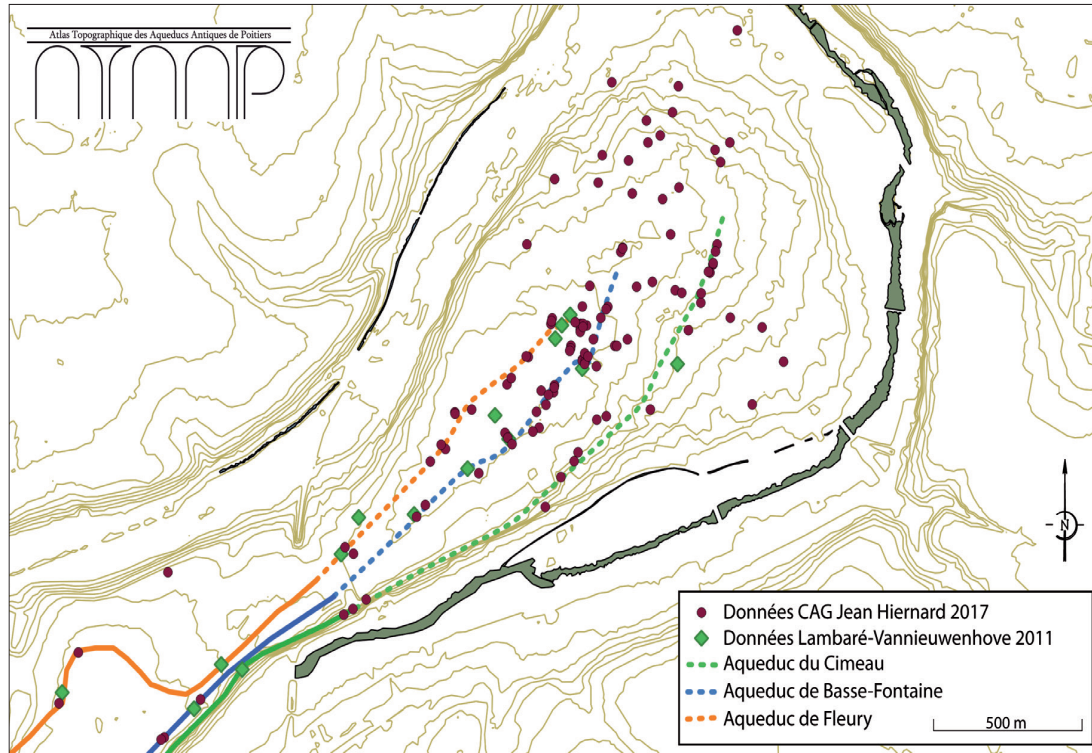 Atlas Topographique des Aqueducs Antiques de Poitiers
ATAAP
N
Données CAG Jean Hiernard 2017
Données Lambaré-Vannieuwenhove 2011
Aqueduc du Cimeau
Aqueduc de Basse-Fontaine
Aqueduc de Fleury
500 m